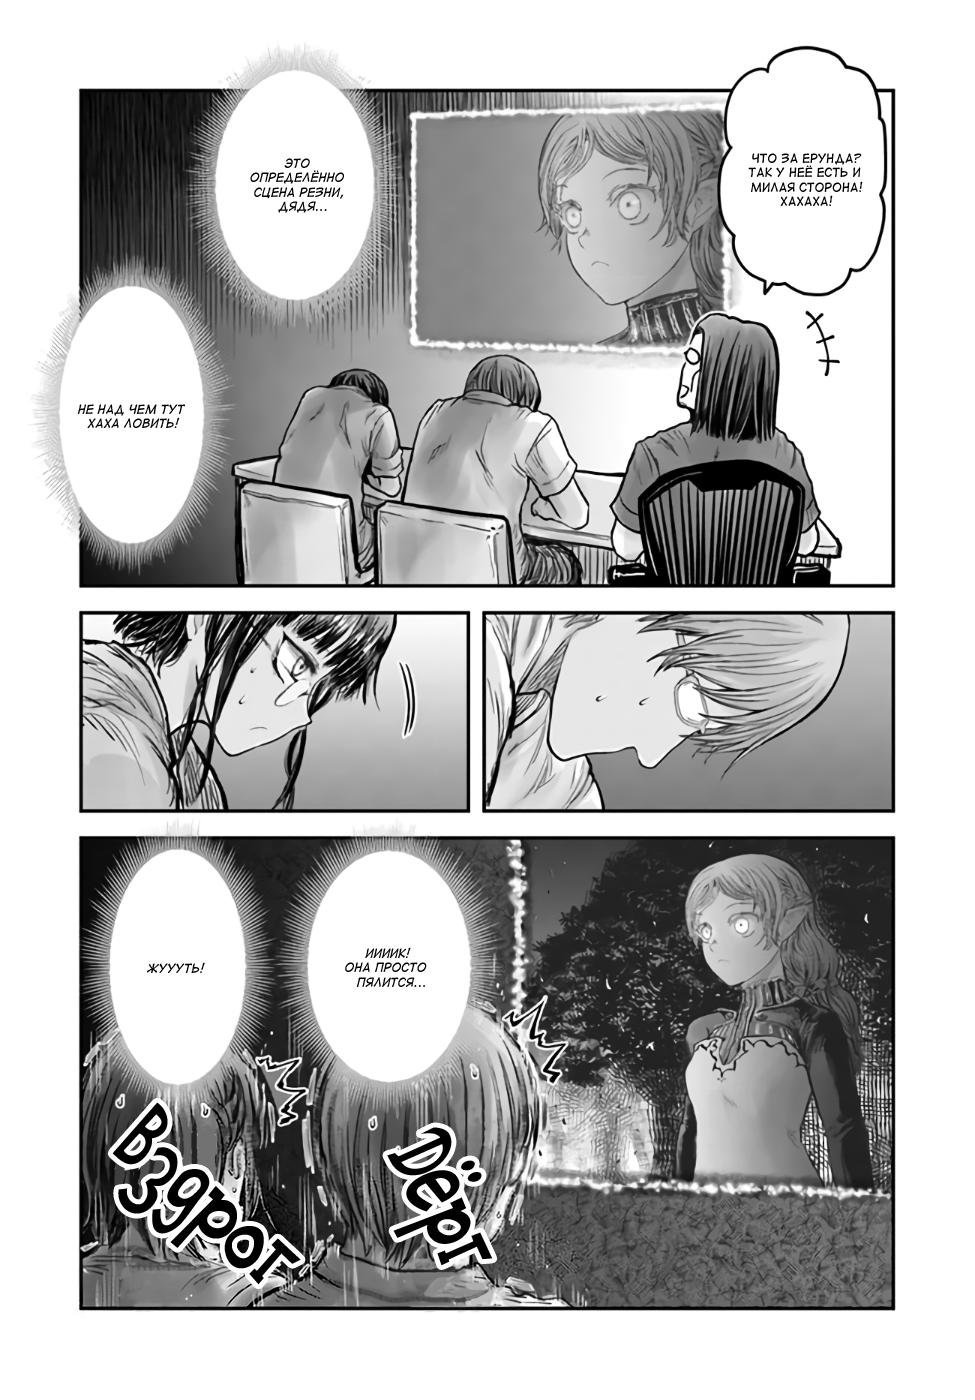 ЧТО ЗА ЕРУНДА?
ТАК У НЕЁ ЕСТЬ И
МИЛАЯ СТОРОНА!
ХАХАХА!
ЭТО
ОПРЕДЕЛЁННО
СЦЕНА РЕЗНИ,
ДЯДЯ...
НЕ НАД ЧЕМ ТУТ
ХАХА ЛОВИТЬ!
ИИИИК!
ОНА ПРОСТО
ПЯЛИТСЯ...
ЖУУУТЬ!
ДЁРГ
ВЗДРОГ